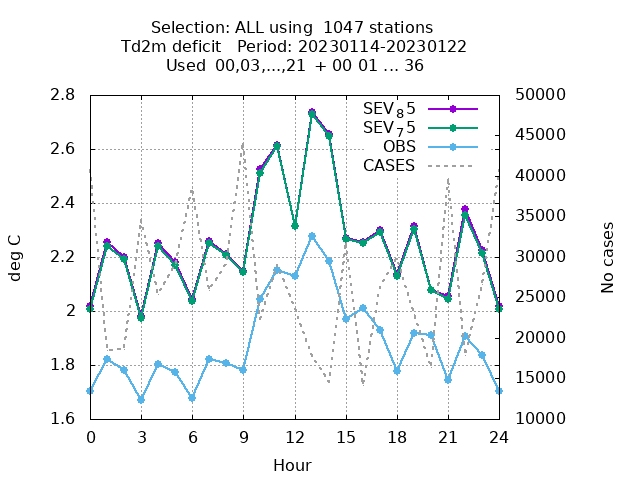 Selection: ALL using  1047 stations
Td2m deficit   Period: 20230114-20230122
Used  00,03,...,21  + 00 01 ... 36
2.8
2.6
2.4
2.2
2
1.8
1.6
50000
45000
40000
35000
30000
25000
20000
15000
10000
SEV₈5
SEV₇5
OBS
CASES
deg C
No cases
0 3 6 9 12 15 18 21 24
Hour